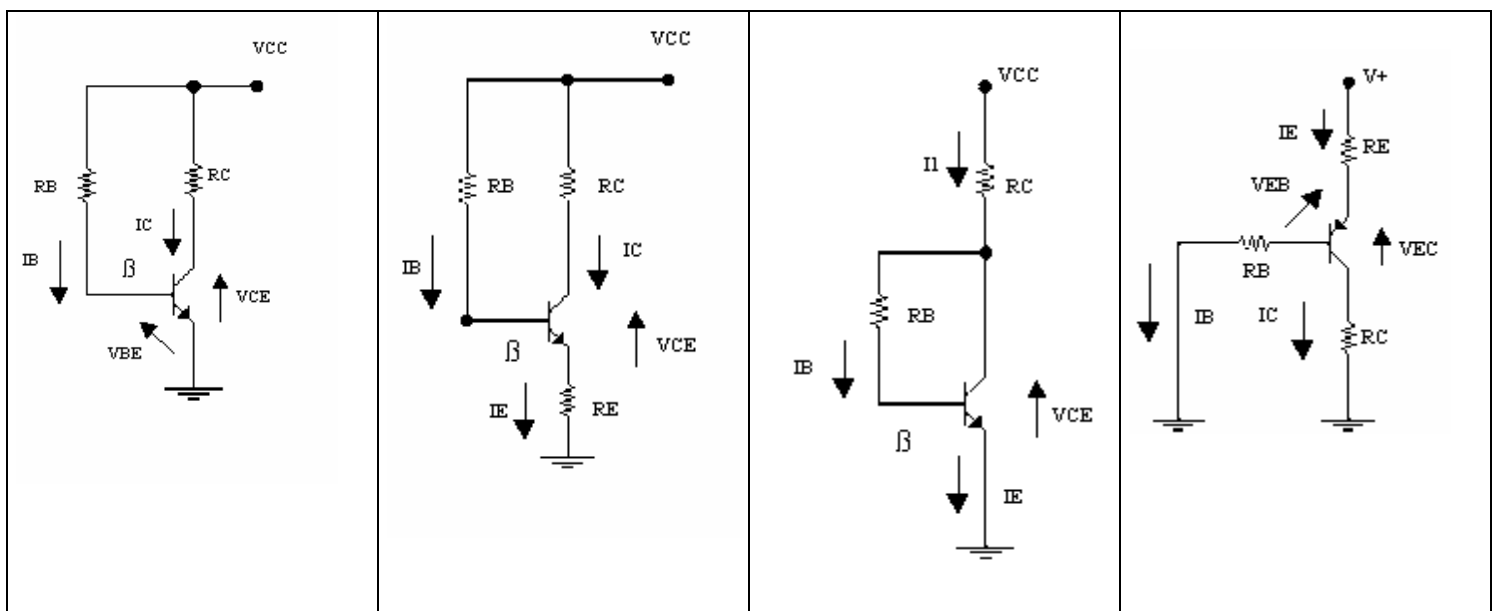 VCC
RB
RC
IC
IB
ß
VCE
VBE
VCC
RB
RC
IB
IC
VCE
ß
IE
RE
VCC
I1
RC
RB
IB
VCE
ß
IE
V+
IE
RE
VEB
VEC
RB
IB
IC
RC